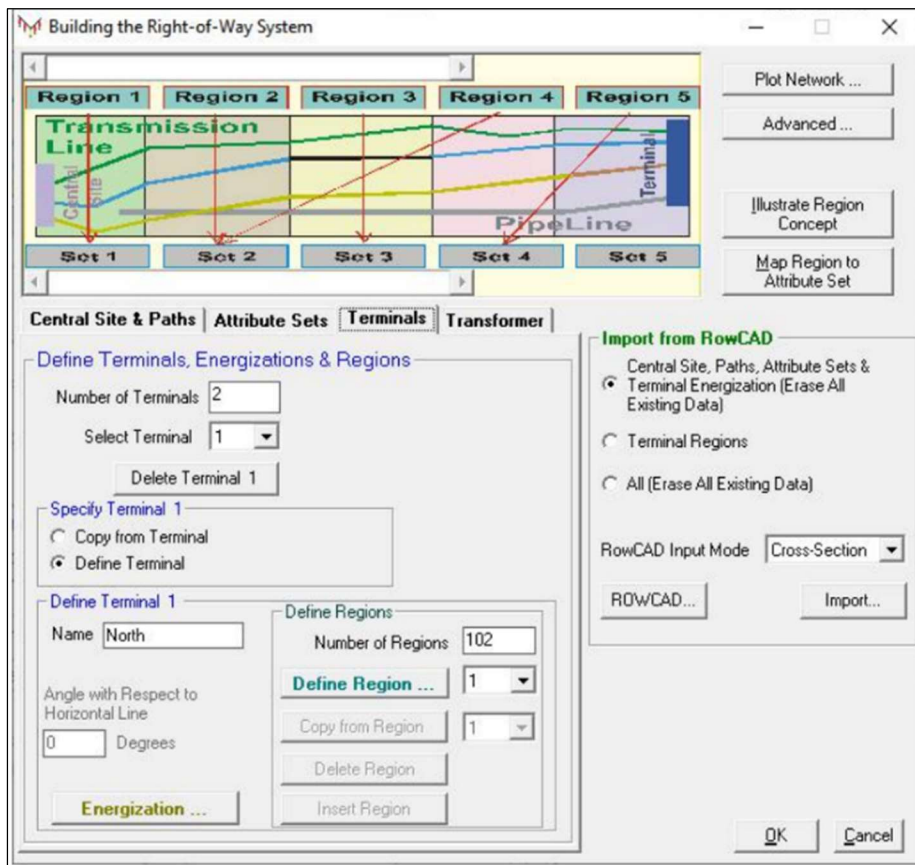 Building the Right-of-Way System
Region 1 Region 2 Region 3 Region 4 Region 5
Transmission
Line
Central
Site
Terminal
PipeLine
Set 1 Set 2 Set 3 Set 4 Set 5
Plot Network ...
Advanced ...
Illustrate Region
Concept
Map Region to
Attribute Set
Central Site & Paths Attribute Sets Terminals Transformer
Define Terminals, Energizations & Regions
Number of Terminals 2
Select Terminal 1
Delete Terminal 1
Specify Terminal 1
Copy from Terminal
Define Terminal
Define Terminal 1
Name North
Angle with Respect to
Horizontal Line
0 Degrees
Energization ...
Define Regions
Number of Regions 102
Define Region ... 1
Copy from Region 1
Delete Region
Insert Region
Import from RowCAD
Central Site, Paths, Attribute Sets &
Terminal Energization (Erase All
Existing Data)
Terminal Regions
All (Erase All Existing Data)
RowCAD Input Mode Cross-Section
ROWCAD... Import...
OK Cancel